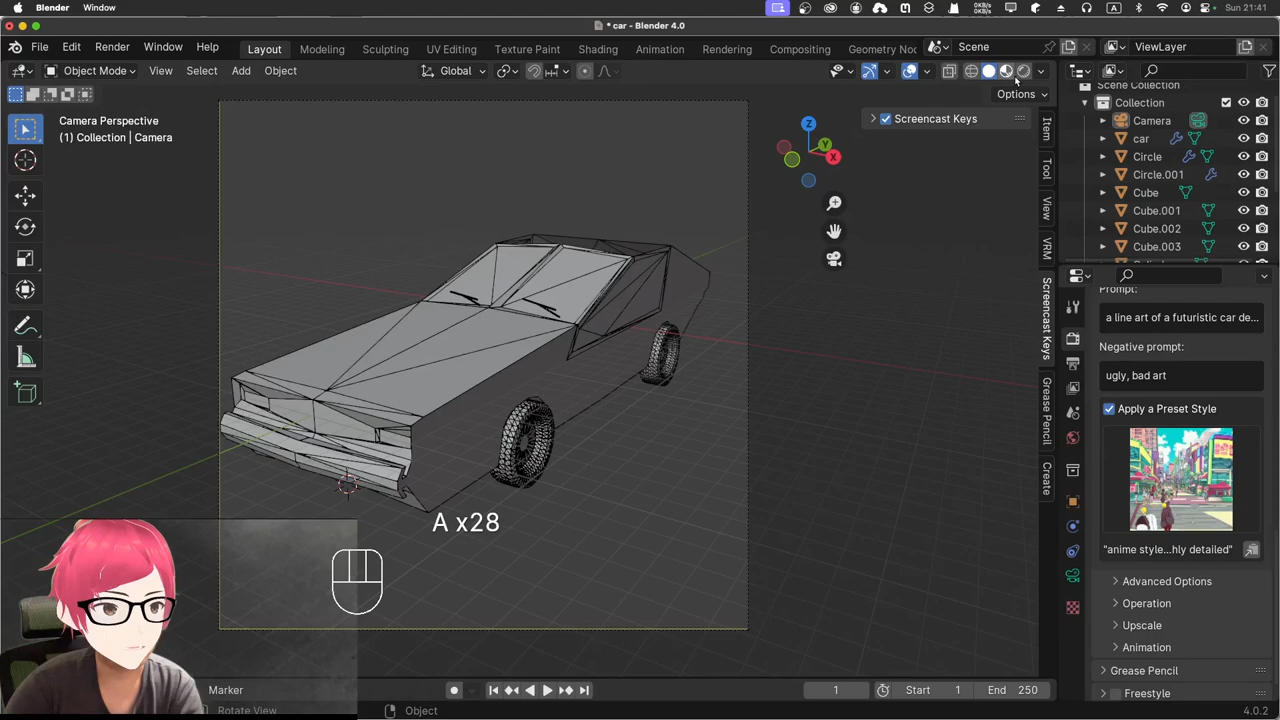 Blender
Window
0KB/s
0KB/s
A
Sun 21:41
* car - Blender 4.0
File
Edit
Render
Window
Help
Layout
Modeling
Sculpting
UV Editing
Texture Paint
Shading
Animation
Rendering
Compositing
Geometry Noc
Scene
ViewLayer
Object Mode
View
Select
Add
Object
Global
Options
Camera Perspective
(1) Collection | Camera
Screencast Keys
Z
Y
X
Item
Tool
View
VRM
Screencast Keys
Grease Pencil
Create
Scene Collection
Collection
Camera
car
Circle
Circle.001
Cube
Cube.001
Cube.002
Cube.003
Prompt:
a line art of a futuristic car de...
Negative prompt:
ugly, bad art
Apply a Preset Style
"anime style...hly detailed"
Advanced Options
Operation
Upscale
Animation
Grease Pencil
Freestyle
A x28
Marker
1
Start
1
End
250
Rotate View
Object
4.0.2